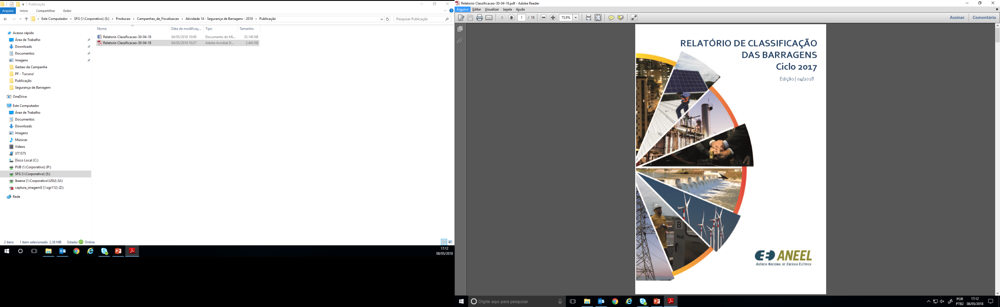 Publicação
Arquivo Início Compartilhar Exibir
Este Computador > SFG (\\Corporativo) (S:) > Producao > Campanhas_de_Fiscalizacao > Atividade 14 - Segurança de Barragens - 2018 > Publicação
Pesquisar Publicação
Nome Data de modificaç... Tipo Tamanho
Relatorio Classificacao-30-04-18 04/05/2018 10:08 Documento do Mi... 33.140 KB
Relatorio Classificacao-30-04-18 04/05/2018 10:27 Adobe Acrobat D... 2.443 KB
Acesso rápido
Área de Trabalho
Downloads
Documentos
Imagens
Gestao da Campanha
PF - Tucuruí
Publicação
Segurança de Barragem
OneDrive
Este Computador
Área de Trabalho
Documentos
Downloads
Imagens
Músicas
Vídeos
XT1575
Disco Local (C:)
PUB (\\Corporativo) (P:)
SFG (\\Corporativo) (S:)
lbaena (\\Corporativo\USU) (U:)
captura_imagem$ (\\sgr112) (Z:)
Rede
2 itens 1 item selecionado 2,38 MB Estado: Online
17:12
08/05/2018
Relatorio Classificacao-30-04-18.pdf - Adobe Reader
Arquivo Editar Visualizar Janela Ajuda
1 / 18 73,9% Assinar Comentário
RELATÓRIO DE CLASSIFICAÇÃO
DAS BARRAGENS
Ciclo 2017
Edição | 04/2018
B
ANEEL
AGÊNCIA NACIONAL DE ENERGIA ELÉTRICA
Digite aqui para pesquisar
POR
PTB2
17:12
08/05/2018